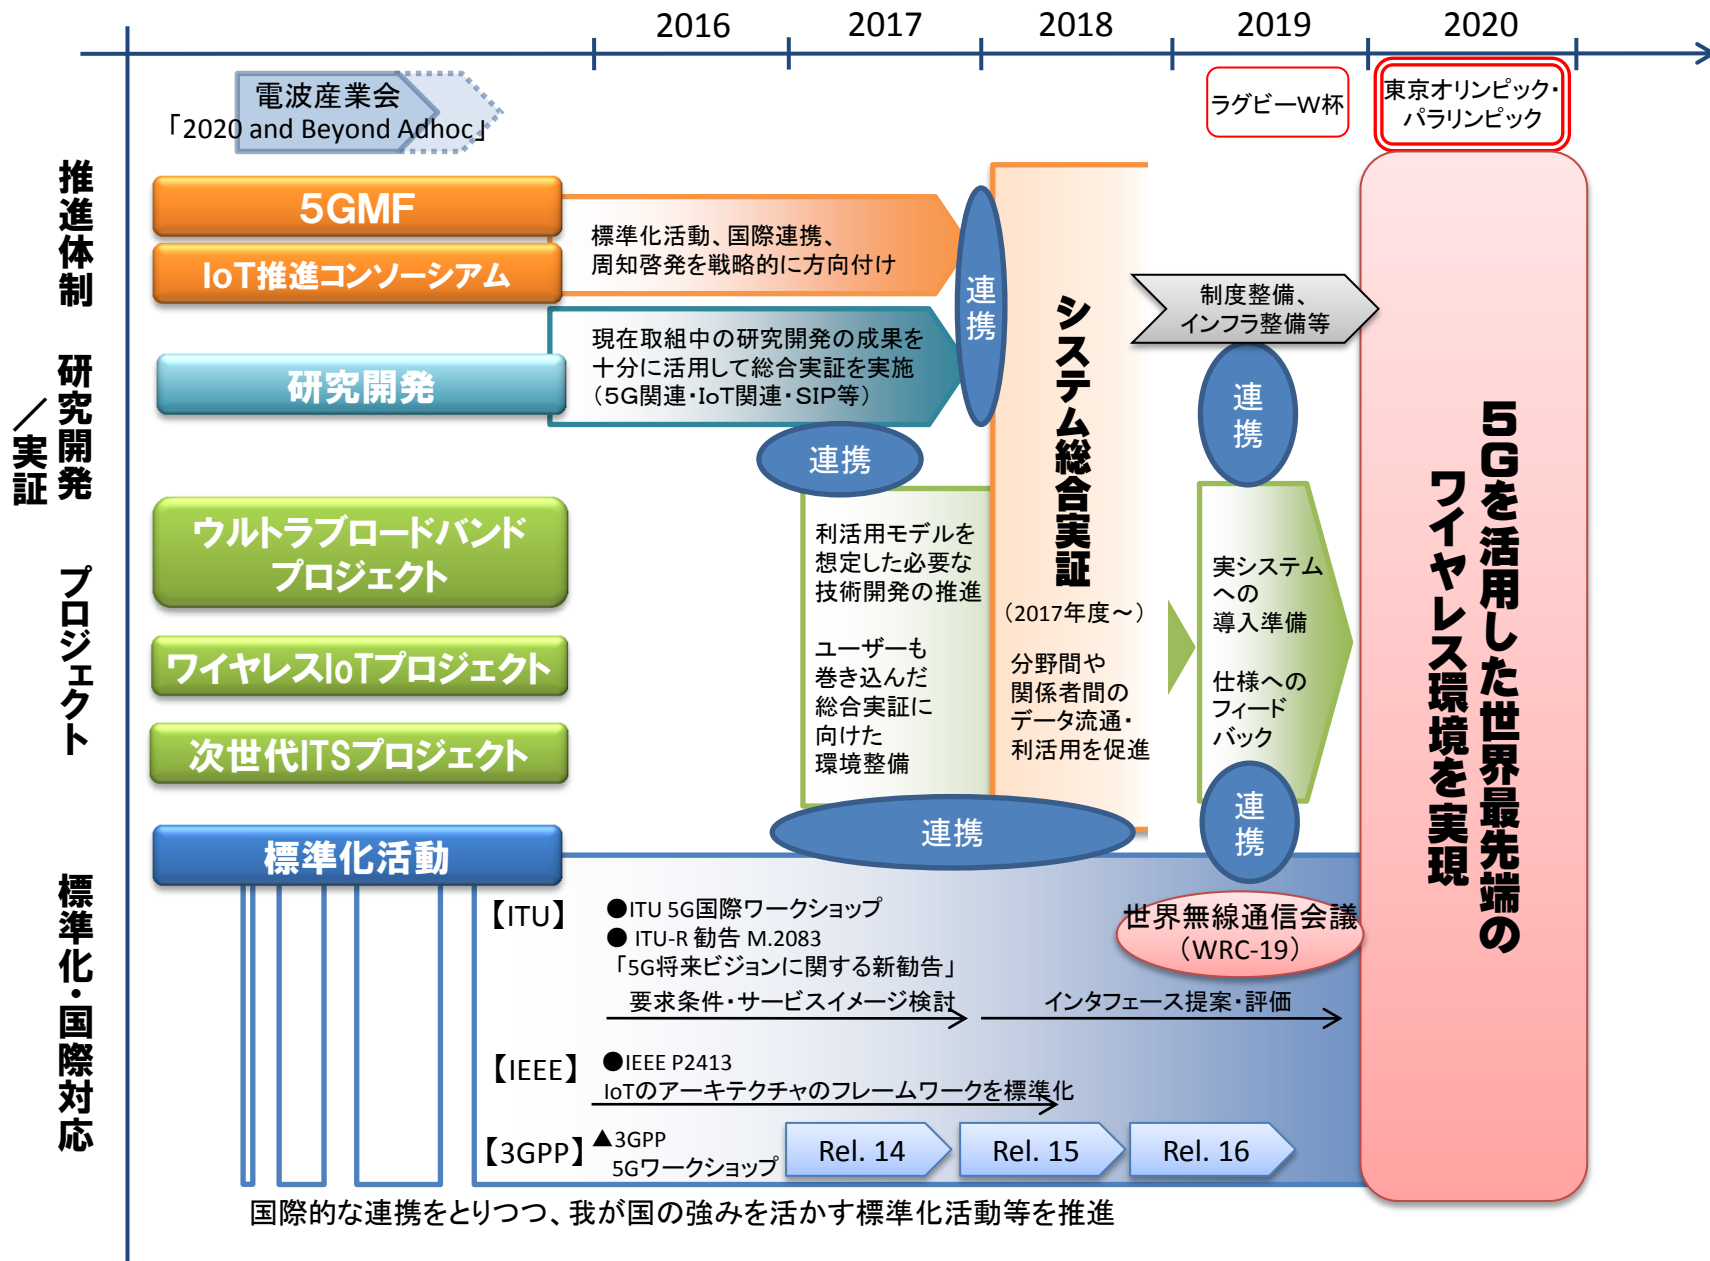 2016
2017
2018
2019
2020
電波産業会
「2020 and Beyond Adhoc」
ラグビーW杯
東京オリンピック・
パラリンピック
推進体制
5GMF
IoT推進コンソーシアム
標準化活動、国際連携、
周知啓発を戦略的に方向付け
連携
研究開発
／実証
研究開発
現在取組中の研究開発の成果を
十分に活用して総合実証を実施
（5G関連・IoT関連・SIP等）
連携
システム総合実証
（2017年度～）
分野間や
関係者間の
データ流通・
利活用を促進
制度整備、
インフラ整備等
連携
プロジェクト
ウルトラブロードバンド
プロジェクト
ワイヤレスIoTプロジェクト
次世代ITSプロジェクト
利活用モデルを
想定した必要な
技術開発の推進
ユーザーも
巻き込んだ
総合実証に
向けた
環境整備
実システム
への
導入準備
仕様への
フィード
バック
連携
連携
5Gを活用した世界最先端の
ワイヤレス環境を実現
標準化・国際対応
標準化活動
【ITU】
●ITU 5G国際ワークショップ
● ITU-R 勧告 M.2083
「5G将来ビジョンに関する新勧告」
要求条件・サービスイメージ検討
インタフェース提案・評価
世界無線通信会議
（WRC-19）
【IEEE】
●IEEE P2413
IoTのアーキテクチャのフレームワークを標準化
【3GPP】
▲3GPP
5Gワークショップ
Rel. 14
Rel. 15
Rel. 16
国際的な連携をとりつつ、我が国の強みを活かす標準化活動等を推進